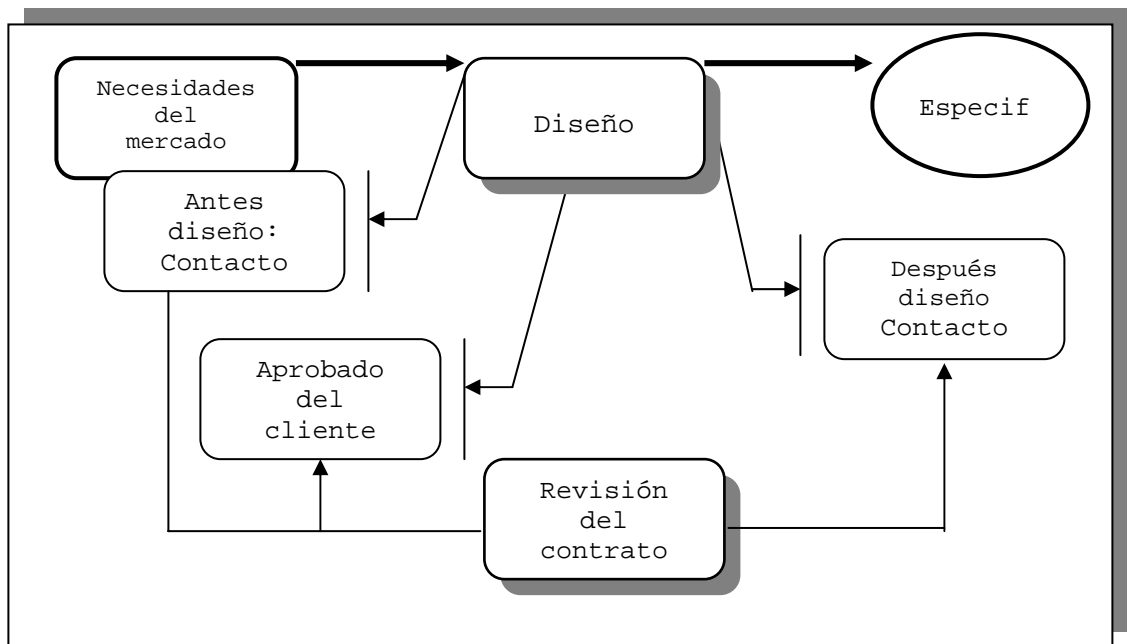 Necesidades
del
mercado
Diseño
Especif
Antes
diseño:
Contacto
Después
diseño
Contacto
Aprobado
del
cliente
Revisión
del
contrato